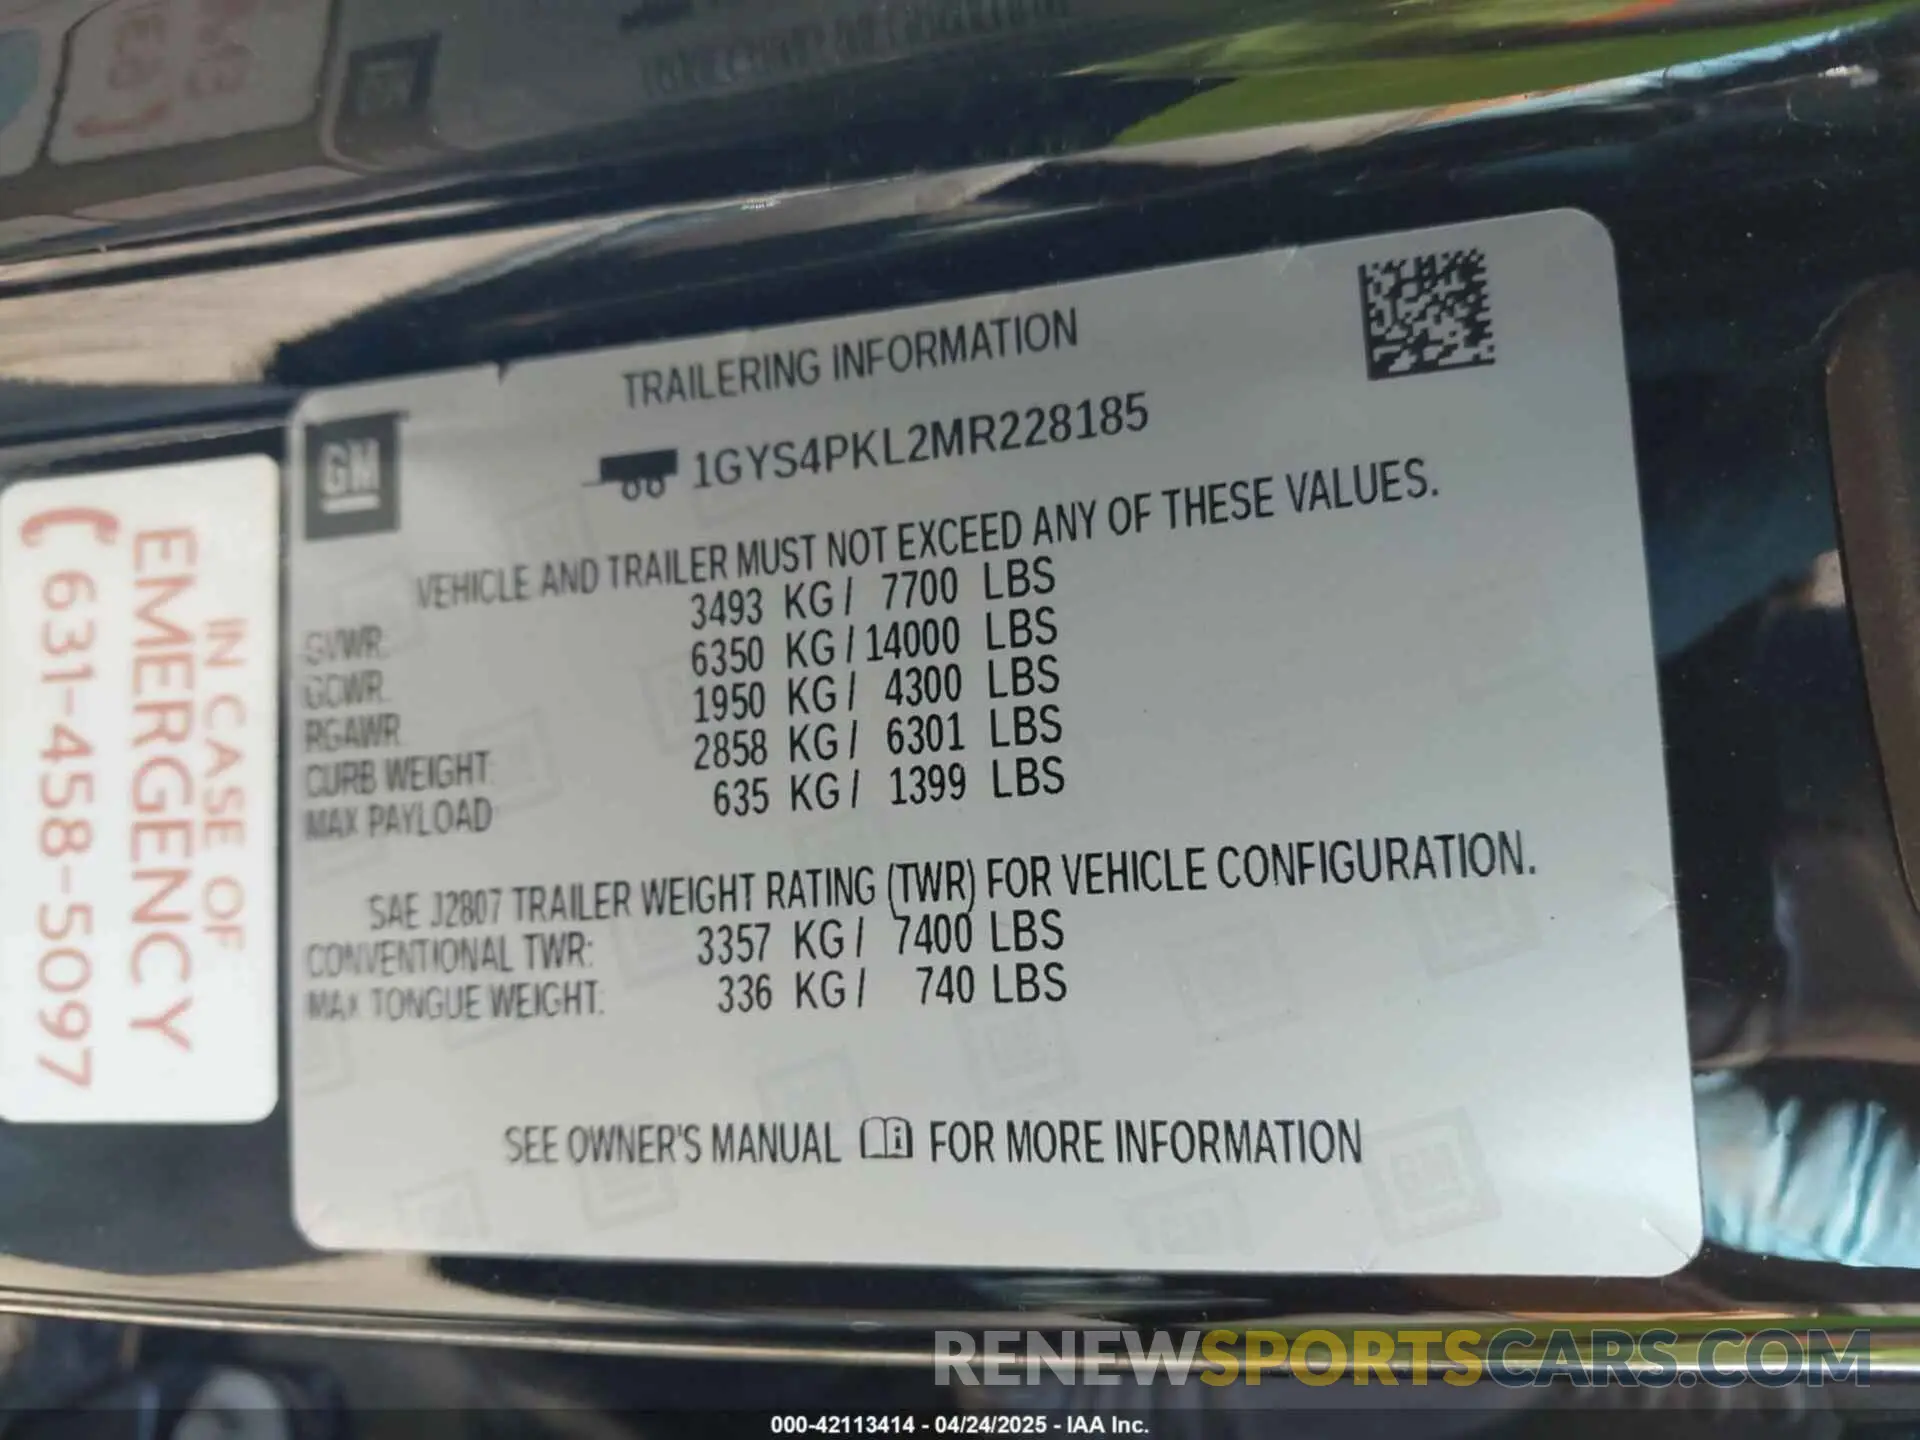 TRAILERING INFORMATION
GM
1GYS4PKL2MR228185
VEHICLE AND TRAILER MUST NOT EXCEED ANY OF THESE VALUES.
GVWR: 3493 KG / 7700 LBS
GCWR: 6350 KG / 14000 LBS
RGAWR 1950 KG / 4300 LBS
CURB WEIGHT: 2858 KG / 6301 LBS
MAX PAYLOAD 635 KG / 1399 LBS
SAE J2807 TRAILER WEIGHT RATING (TWR) FOR VEHICLE CONFIGURATION.
CONVENTIONAL TWR: 3357 KG / 7400 LBS
MAX TONGUE WEIGHT: 336 KG / 740 LBS
SEE OWNER'S MANUAL FOR MORE INFORMATION
IN CASE OF
EMERGENCY
631-458-5097
RENEWSPORTSCARS.COM
000-42113414 - 04/24/2025 - IAA Inc.